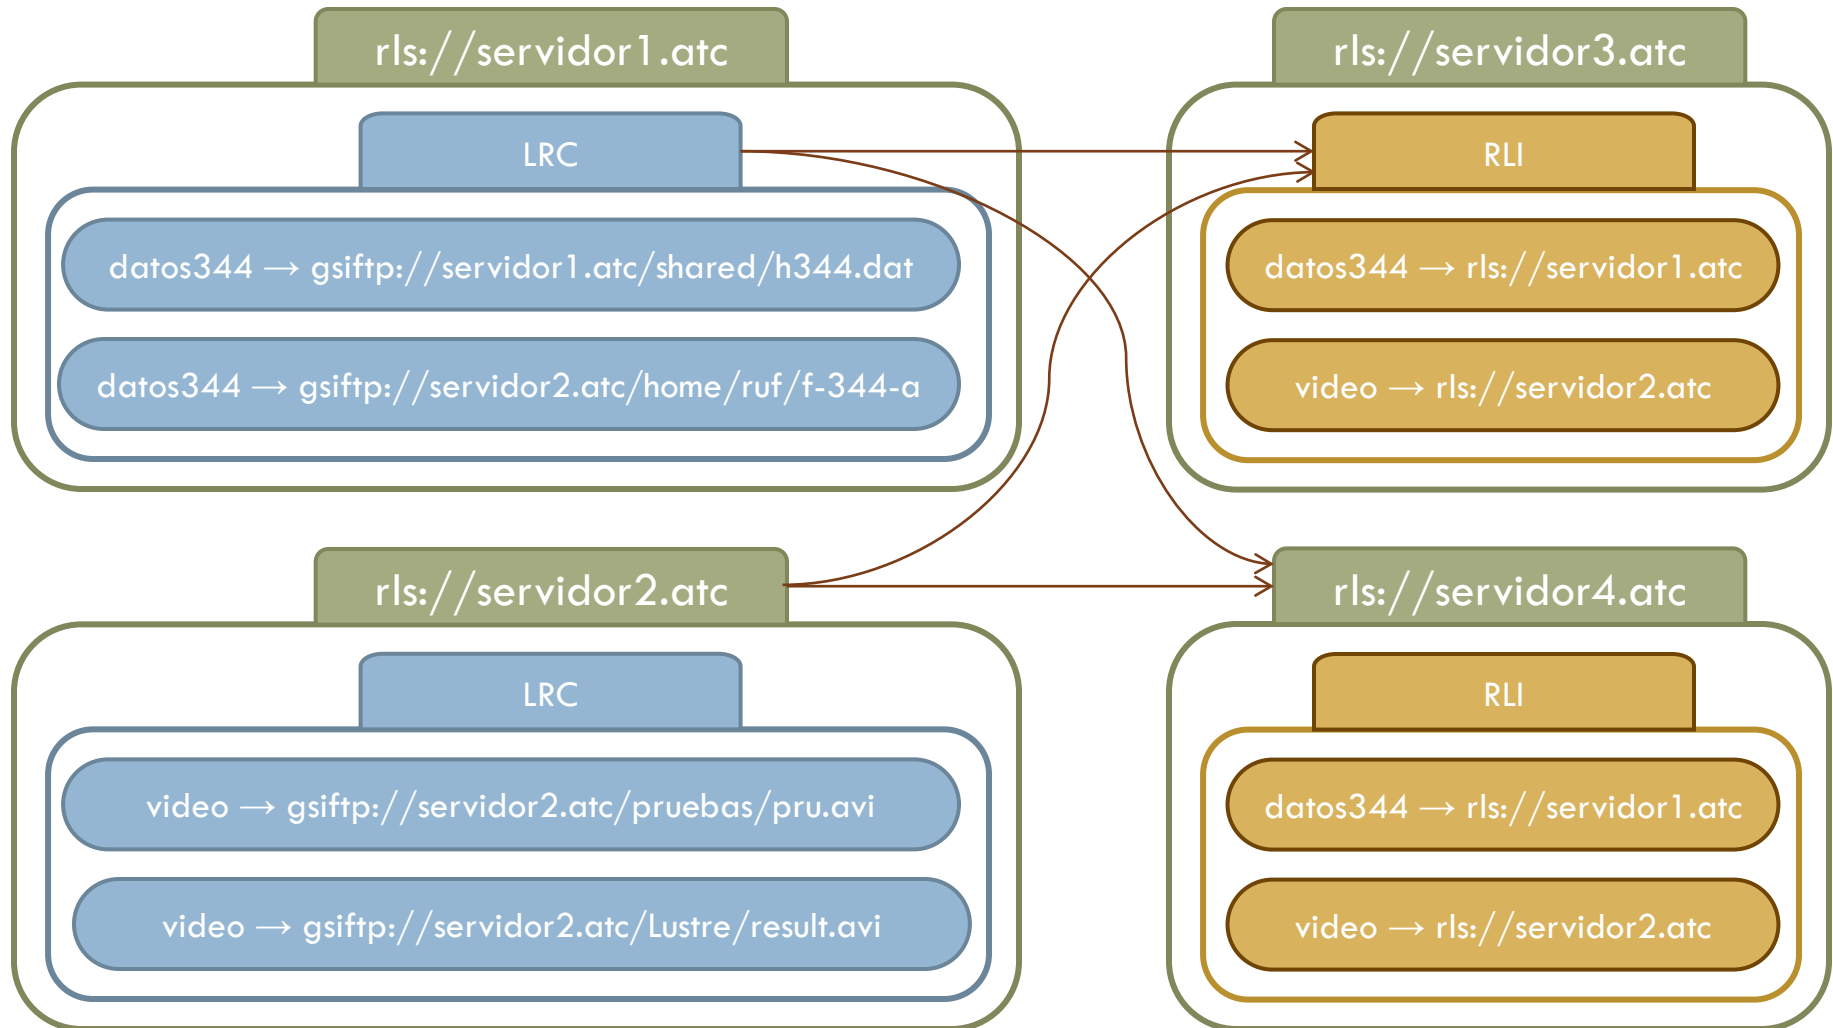 rls://servidor1.atc
LRC
datos344 → gsiftp://servidor1.atc/shared/h344.dat
datos344 → gsiftp://servidor2.atc/home/ruf/f-344-a
rls://servidor3.atc
RLI
datos344 → rls://servidor1.atc
video → rls://servidor2.atc
rls://servidor2.atc
LRC
video → gsiftp://servidor2.atc/pruebas/pru.avi
video → gsiftp://servidor2.atc/Lustre/result.avi
rls://servidor4.atc
RLI
datos344 → rls://servidor1.atc
video → rls://servidor2.atc